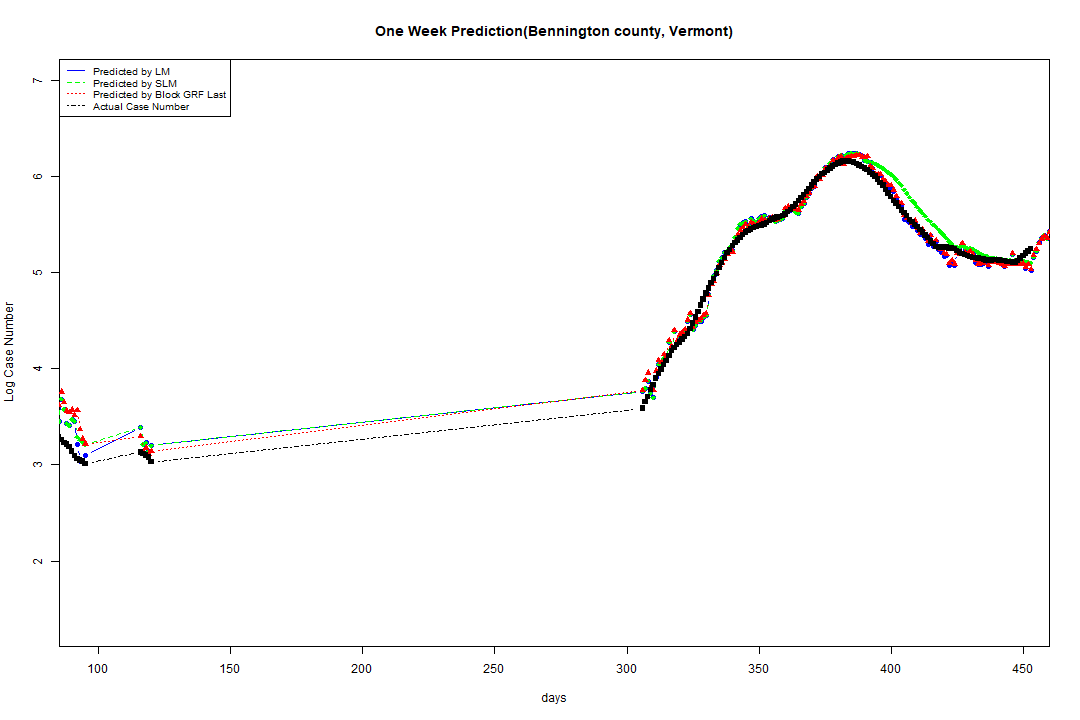 One Week Prediction(Bennington county, Vermont)
Predicted by LM
Predicted by SLM
Predicted by Block GRF Last
Actual Case Number
7
6
5
4
3
2
Log Case Number
100 150 200 250 300 350 400 450
days